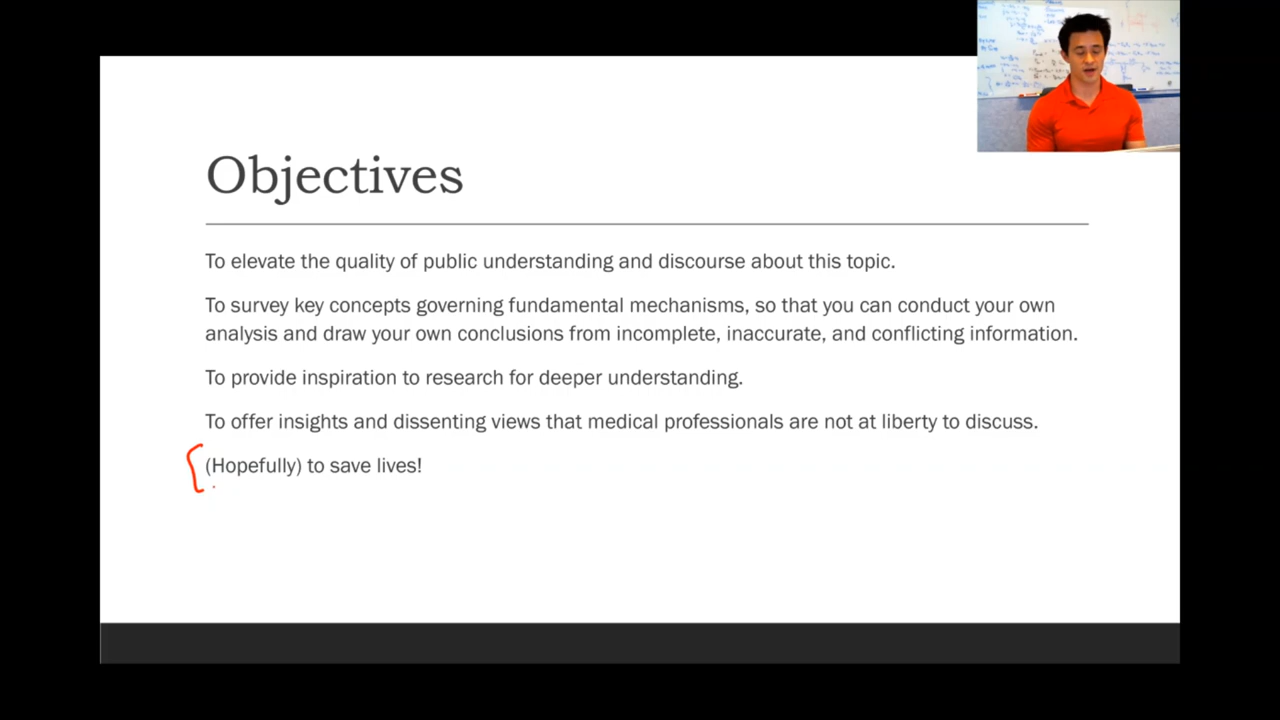 Objectives
To elevate the quality of public understanding and discourse about this topic.
To survey key concepts governing fundamental mechanisms, so that you can conduct your own
analysis and draw your own conclusions from incomplete, inaccurate, and conflicting information.
To provide inspiration to research for deeper understanding.
To offer insights and dissenting views that medical professionals are not at liberty to discuss.
(Hopefully) to save lives!